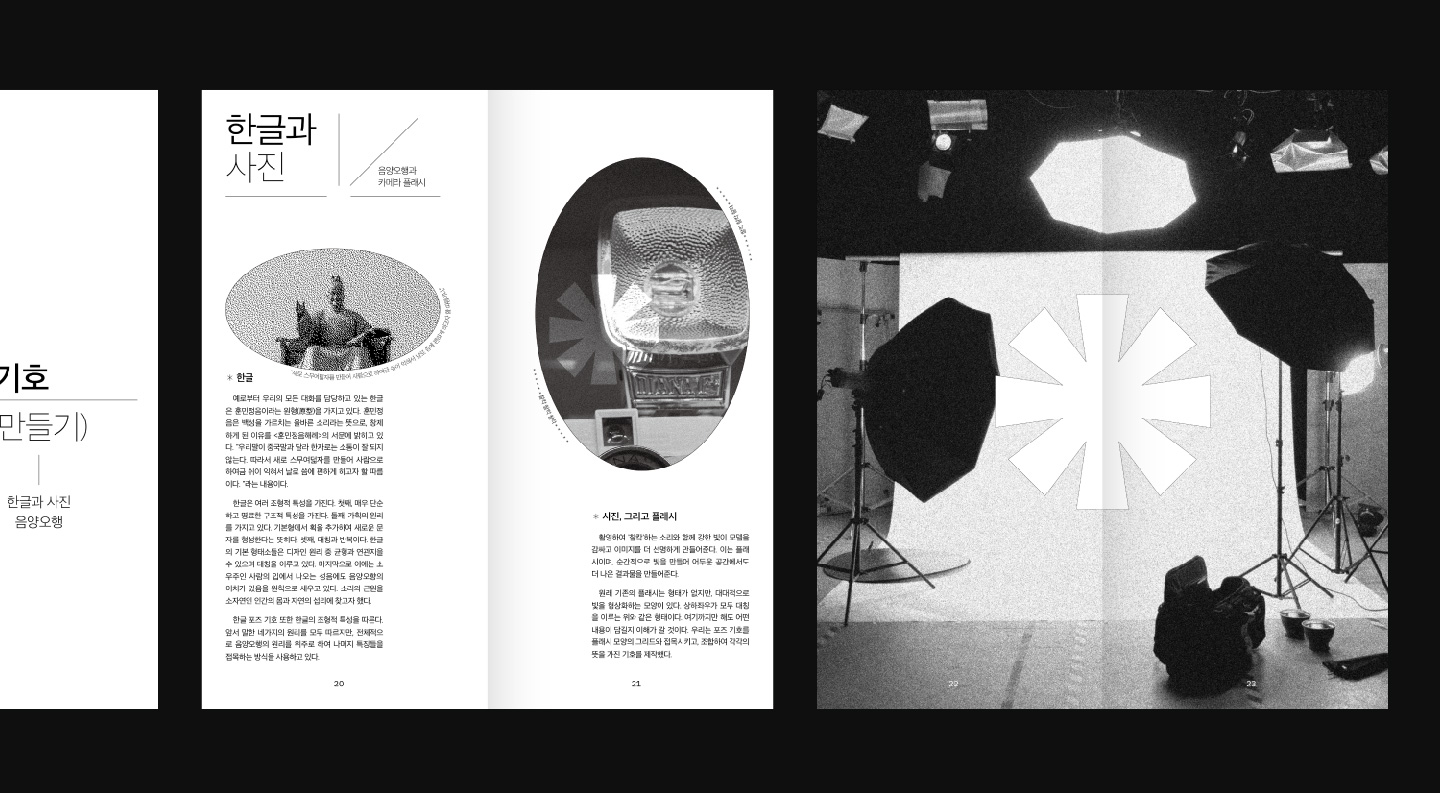 기호
만들기)
한글과 사진
음양오행
한글과
사진
음양오행과
카메라 플래시
✳ 한글
예로부터 우리의 모든 대화를 담당하고 있는 한글
은 훈민정음이라는 원형(原型)을 가지고 있다. 훈민정
음은 백성을 가르치는 올바른 소리라는 뜻으로, 창제
하게 된 이유를 <훈민정음해례>의 서문에 밝히고 있
다. "우리말이 중국말과 달라 한자로는 소통이 잘 되지
않는다. 따라서 새로 스무여덟자를 만들어 사람으로
하여금 쉬이 익혀서 날로 씀에 편하게 하고자 할 따름
이다. "라는 내용이다.
한글은 여러 조형적 특성을 가진다. 첫째, 매우 단순
하고 명료한 구조적 특성을 가진다. 둘째 가획의 원리
를 가지고 있다. 기본형에서 획을 추가하여 새로운 문
자를 형성한다는 뜻하다. 셋째, 대칭과 반복이다. 한글
의 기본 형태소들은 디자인 원리 중 균형과 연관지을
수 있으며 대칭을 이루고 있다. 마지막으로 이에는 소
우주인 사람의 입에서 나오는 성음에도 음양오행의
이치가 있음을 원칙으로 세우고 있다. 소리의 근원을
소자연인 인간의 몸과 자연의 섭리에 찾고자 했다.
한글 포즈 기호 또한 한글의 조형적 특성을 따른다.
앞서 말한 네가지의 원리를 모두 따르지만, 전체적으
로 음양오행의 원리를 위주로 하여 나머지 특징들을
접목하는 방식을 사용하고 있다.
20
✳ 사진, 그리고 플래시
촬영하여 '찰칵'하는 소리와 함께 강한 빛이 모델을
감싸고 이미지를 더 선명하게 만들어준다. 이는 플래
시이며, 순간적으로 빛을 만들어 어두운 공간에서도
더 나은 결과물을 만들어준다.
원래 기존의 플래시는 형태가 없지만, 대대적으로
빛을 형상화하는 모양이 있다. 상하좌우가 모두 대칭
을 이루는 위와 같은 형태이다. 여기까지만 해도 어떤
내용이 담길지 이해가 갈 것이다. 우리는 포즈 기호를
플래시 모양의 그리드와 접목시키고, 조합하여 각각의
뜻을 가진 기호를 제작했다.
21
22
23